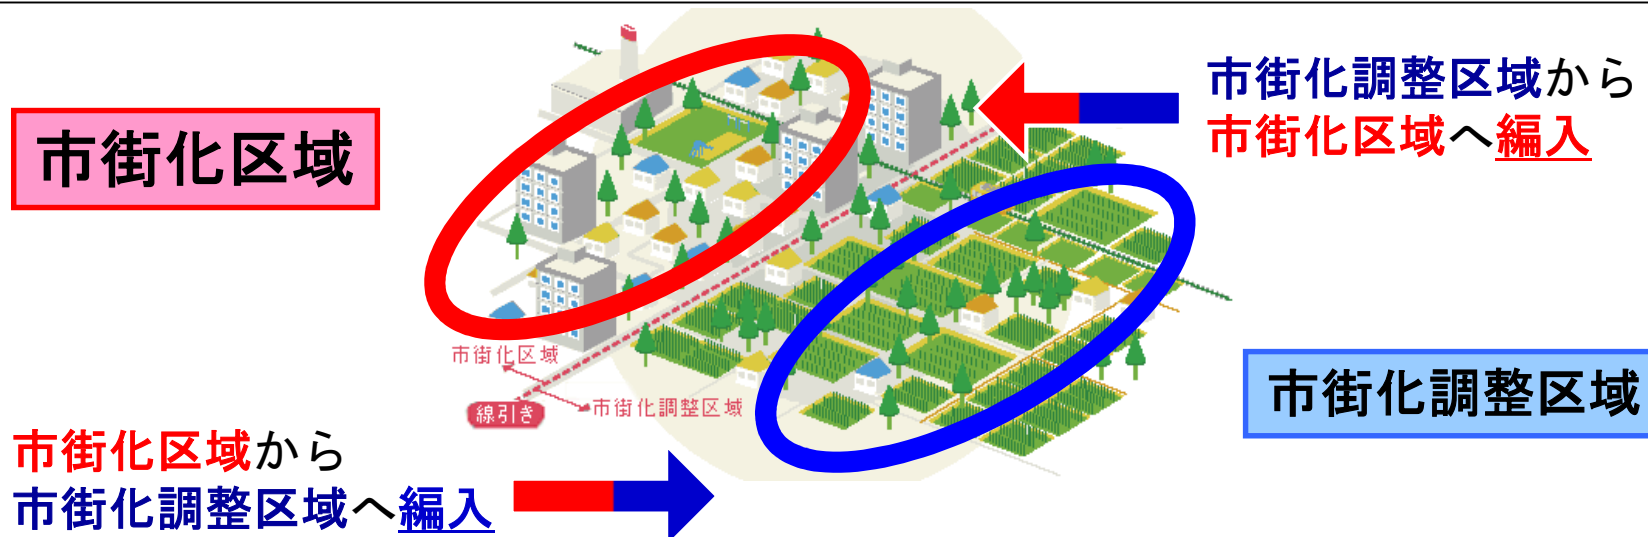 市街化区域
市街化調整区域から
市街化区域へ編入
市街化区域
線引き
市街化調整区域
市街化調整区域
市街化区域から
市街化調整区域へ編入